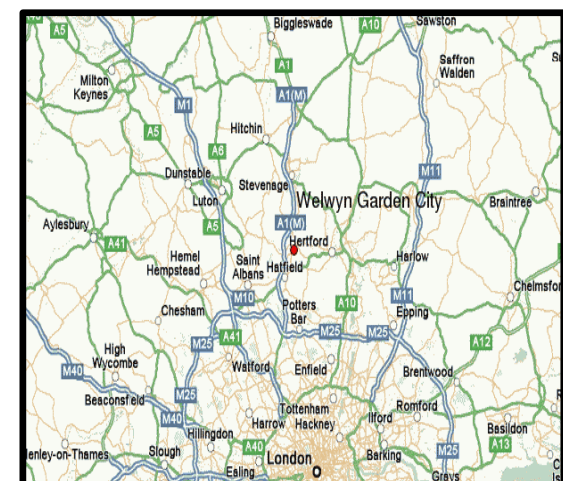 Biggleswade
A10
Sawston
A5
A1
Saffron
Walden
Milton
Keynes
A1(M)
M1
A5
Hitchin
A6
M11
Dunstable
Stevenage
Luton
Welwyn Garden City
Braintree
A5
A1(M)
Aylesbury
A41
Hertford
Hemel
Hempstead
Saint
Albans
Hatfield
Harlow
M10
A10
M11
Chelmsfor
Chesham
Potters
Bar
Epping
M25
A41
M25
M25
A12
High
Wycombe
M40
Watford
Enfield
Brentwood
Beaconsfield
M25
M40
Tottenham
Hackney
Harrow
Ilford
Romford
Basildon
Hillingdon
A40
M25
A13
enley-on-Thames
Slough
Ealing
London
Barking
Grays